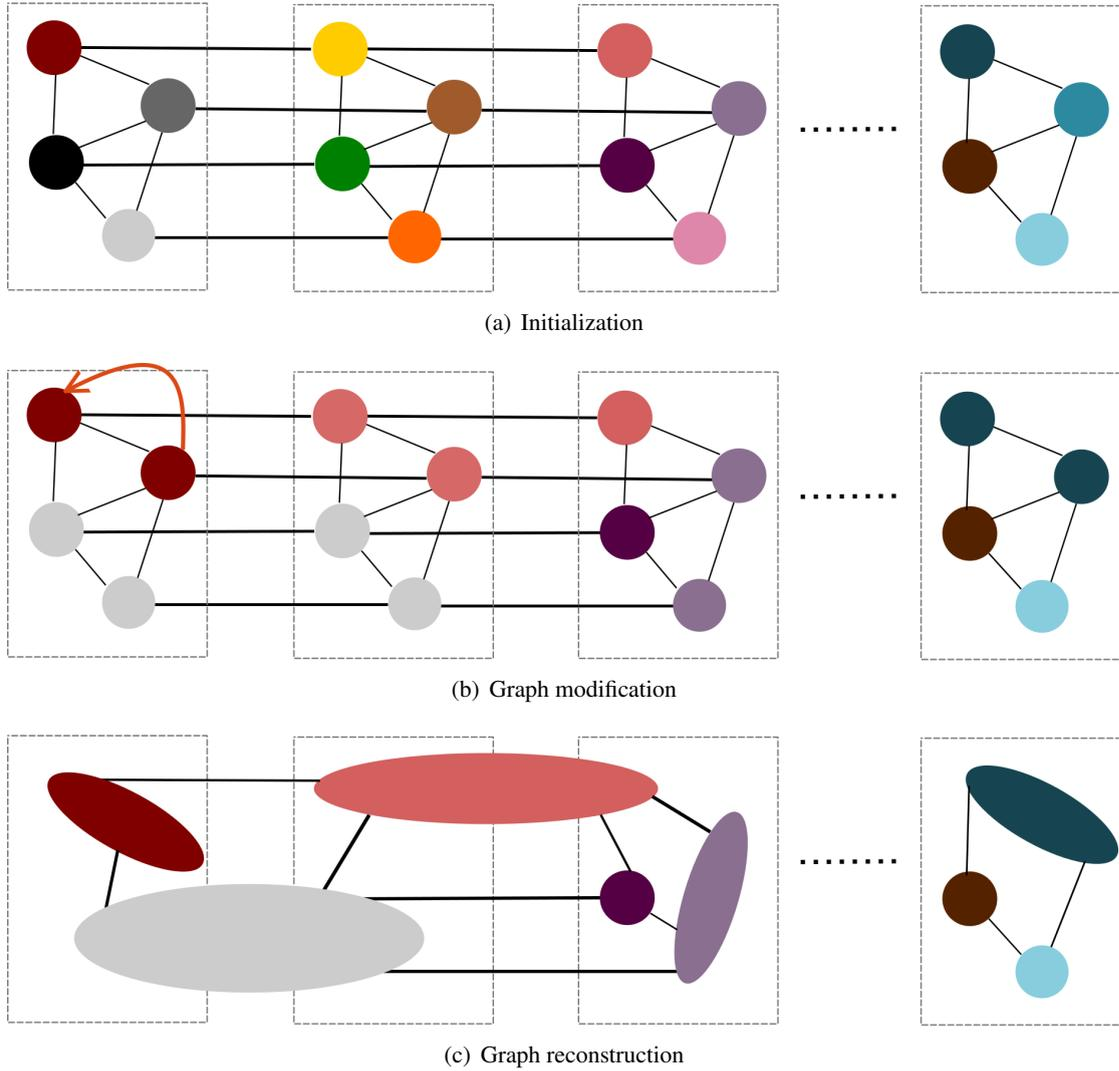 (a) Initialization
(b) Graph modification
(c) Graph reconstruction